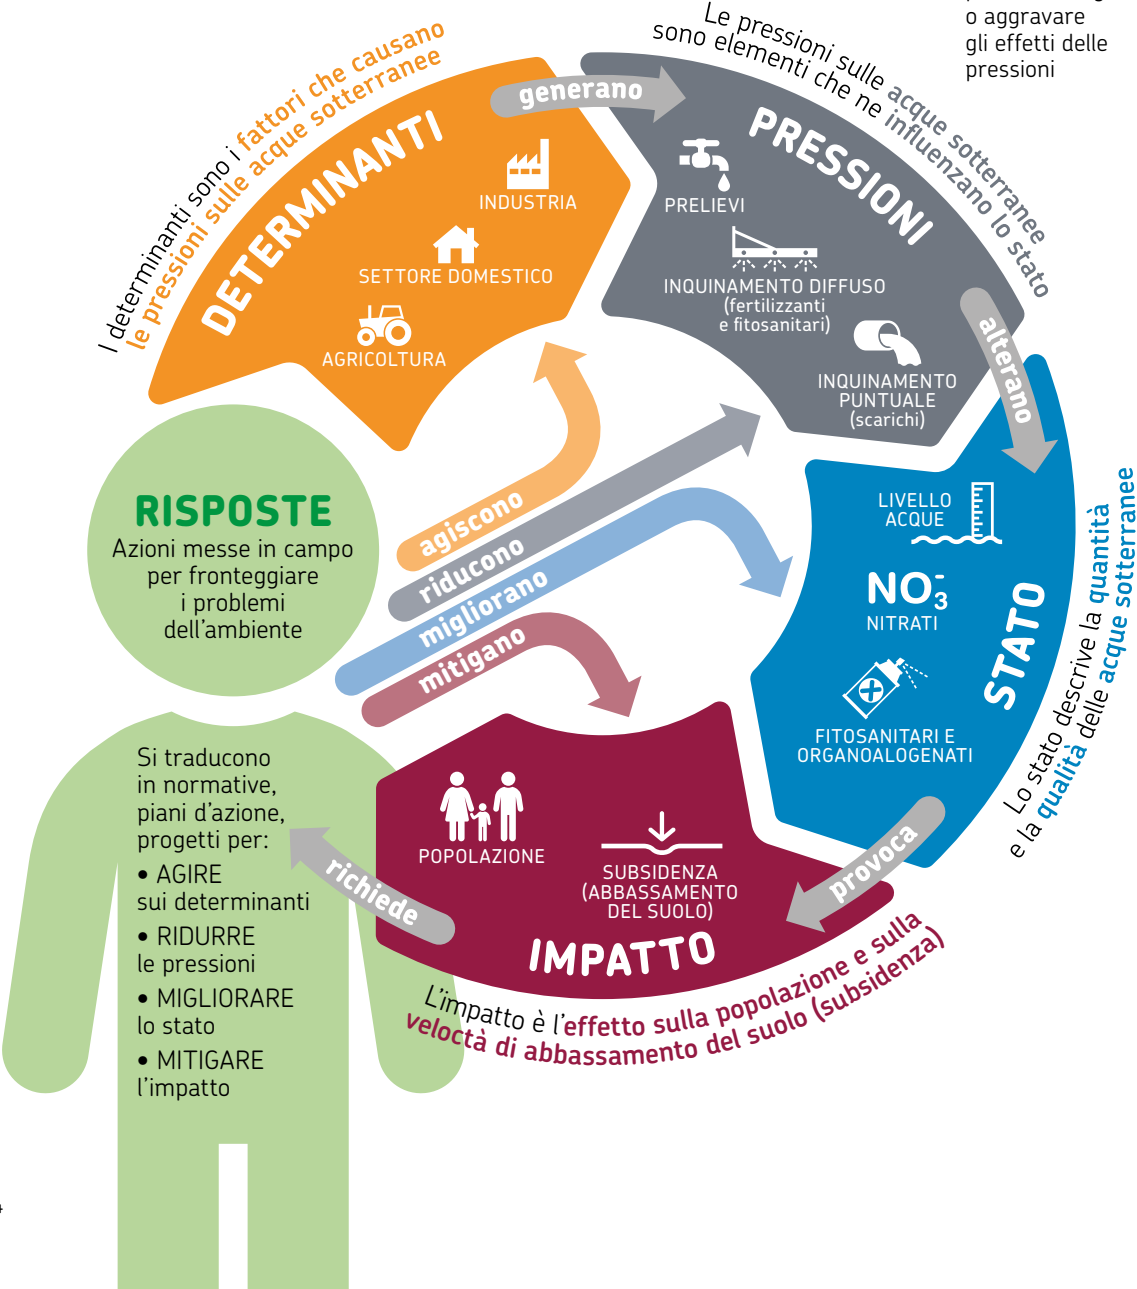 o aggravare
gli effetti delle
pressioni
I determinanti sono i fattori che causano
le pressioni sulle acque sotterranee
DETERMINANTI
INDUSTRIA
SETTORE DOMESTICO
AGRICOLTURA
generano
Le pressioni sulle acque sotterranee
sono elementi che ne influenzano lo stato
PRESSIONI
PRELIEVI
INQUINAMENTO DIFFUSO
(fertilizzanti
e fitosanitari)
INQUINAMENTO
PUNTUALE
(scarichi)
alterano
STATO
LIVELLO
ACQUE
NO3-
NITRATI
FITOSANITARI E
ORGANOALOGENATI
Lo stato descrive la quantità
e la qualità delle acque sotterranee
provoca
IMPATTO
POPOLAZIONE
SUBSIDENZA
(ABBASSAMENTO
DEL SUOLO)
L'impatto è l'effetto sulla popolazione e sulla
veloctà di abbassamento del suolo (subsidenza)
richiede
RISPOSTE
Azioni messe in campo
per fronteggiare
i problemi
dell'ambiente
agiscono
riducono
migliorano
mitigano
Si traducono
in normative,
piani d'azione,
progetti per:
• AGIRE
sui determinanti
• RIDURRE
le pressioni
• MIGLIORARE
lo stato
• MITIGARE
l'impatto